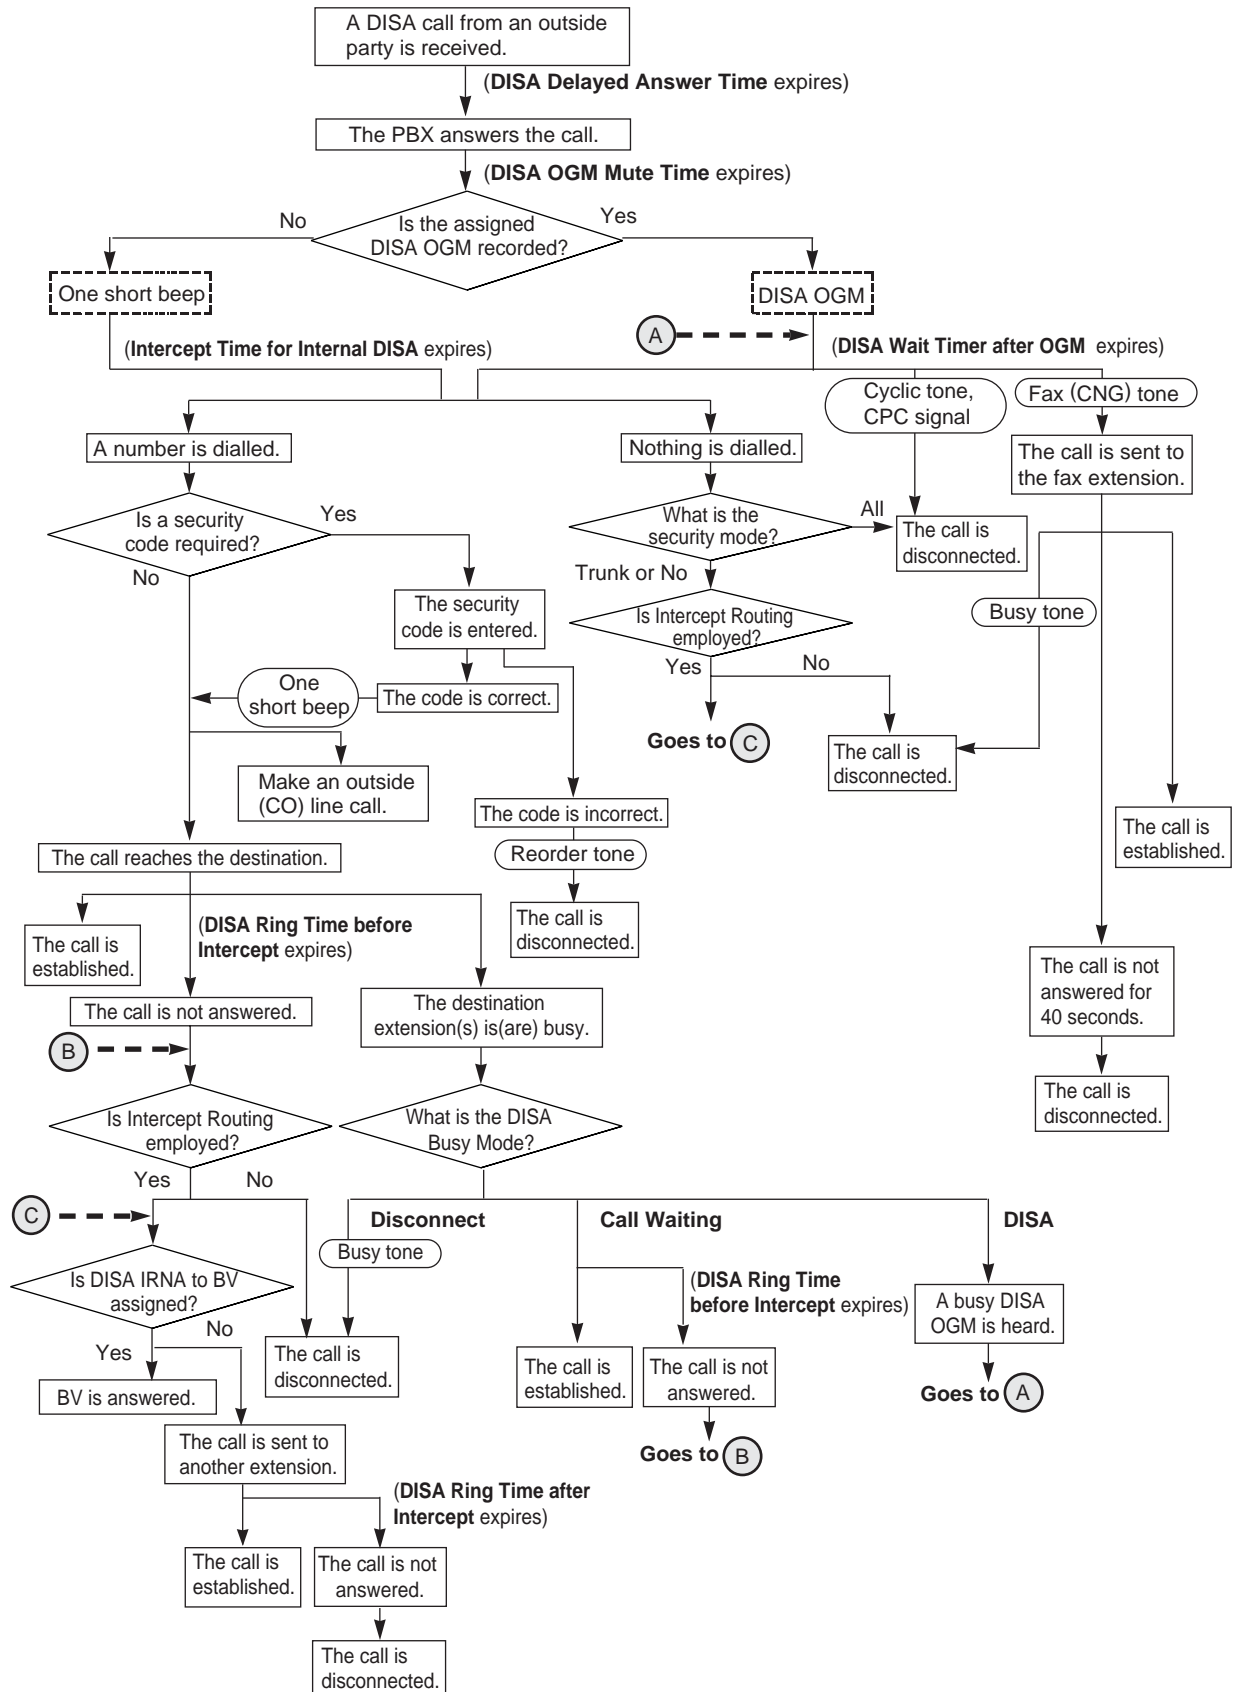 A DISA call from an outside
party is received.
(DISA Delayed Answer Time expires)
The PBX answers the call.
(DISA OGM Mute Time expires)
No
Is the assigned
DISA OGM recorded?
Yes
One short beep
DISA OGM
A
(Intercept Time for Internal DISA expires)
(DISA Wait Timer after OGM expires)
Cyclic tone,
CPC signal
Fax (CNG) tone
A number is dialled.
Nothing is dialled.
The call is sent to
the fax extension.
Is a security
code required?
Yes
No
What is the
security mode?
All
The call is
disconnected.
Trunk or No
The security
code is entered.
Is Intercept Routing
employed?
Busy tone
Yes
No
One
short beep
The code is correct.
Goes to C
The call is
disconnected.
Make an outside
(CO) line call.
The code is incorrect.
The call is
established.
The call reaches the destination.
Reorder tone
The call is
established.
(DISA Ring Time before
Intercept expires)
The call is
disconnected.
The call is not
answered for
40 seconds.
The call is not answered.
The destination
extension(s) is(are) busy.
B
The call is
disconnected.
Is Intercept Routing
employed?
What is the DISA
Busy Mode?
Yes
No
C
Disconnect
Call Waiting
DISA
Busy tone
Is DISA IRNA to BV
assigned?
(DISA Ring Time
before Intercept expires)
A busy DISA
OGM is heard.
No
Yes
The call is
disconnected.
The call is
established.
The call is not
answered.
BV is answered.
Goes to A
The call is sent to
another extension.
Goes to B
(DISA Ring Time after
Intercept expires)
The call is
established.
The call is not
answered.
The call is
disconnected.